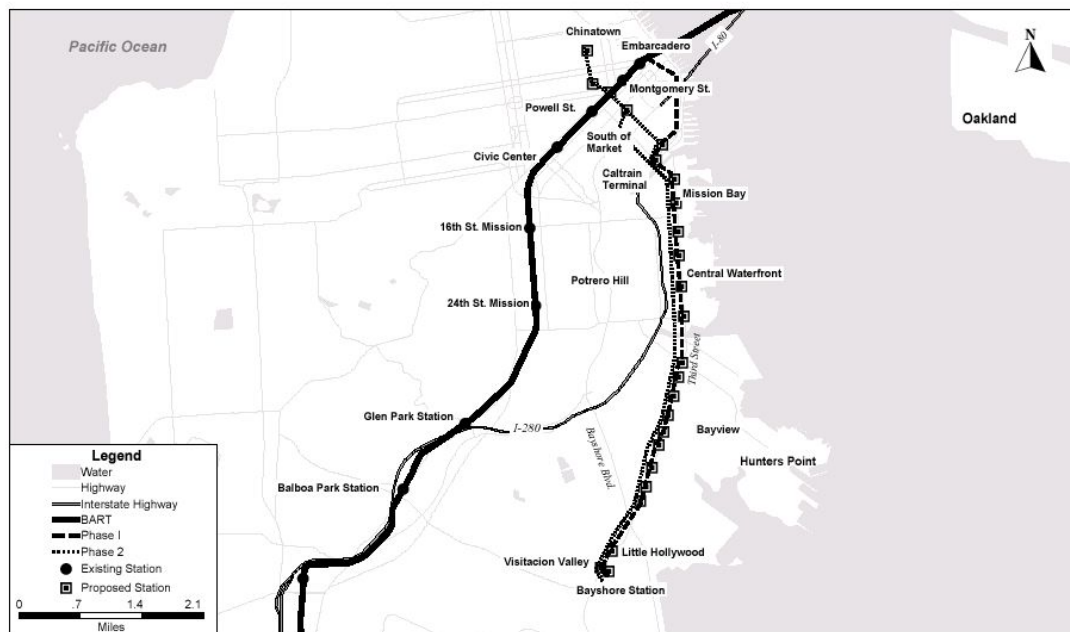 Pacific Ocean
Chinatown
Embarcadero
I-80
N
Montgomery St.
Powell St.
Oakland
South of
Market
Civic Center
Caltrain
Terminal
Mission Bay
16th St. Mission
Central Waterfront
Potrero Hill
24th St. Mission
Third Street
Glen Park Station
I-280
Bayshore Blvd.
Bayview
Hunters Point
Balboa Park Station
Little Hollywood
Visitacion Valley
Bayshore Station
Legend
Water
Highway
Interstate Highway
BART
Phase I
Phase 2
Existing Station
Proposed Station
0 .7 1.4 2.1
Miles